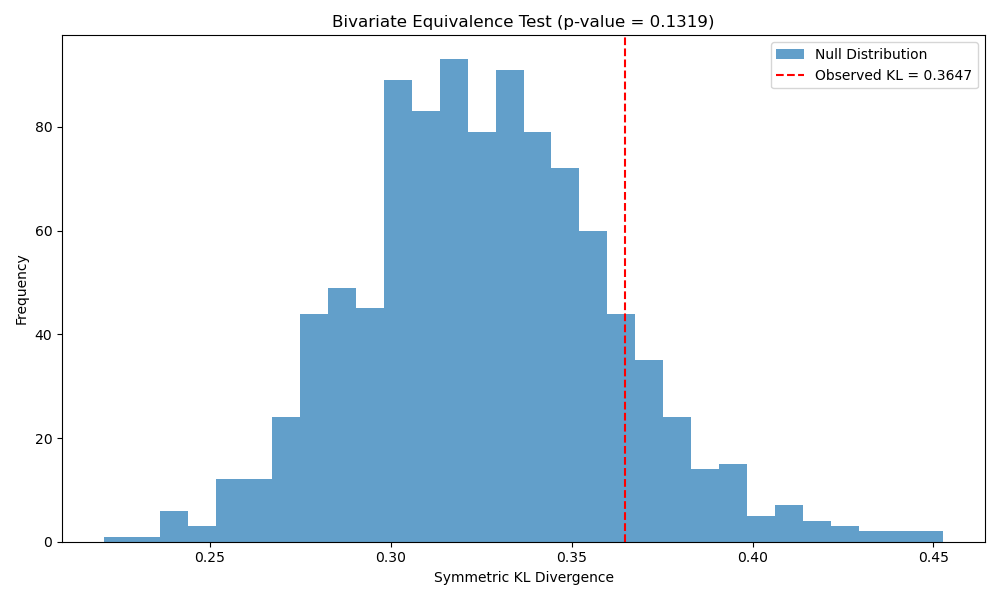 Bivariate Equivalence Test (p-value = 0.1319)
Null Distribution
Observed KL = 0.3647
Frequency
80
60
40
20
0
0.25 0.30 0.35 0.40 0.45
Symmetric KL Divergence